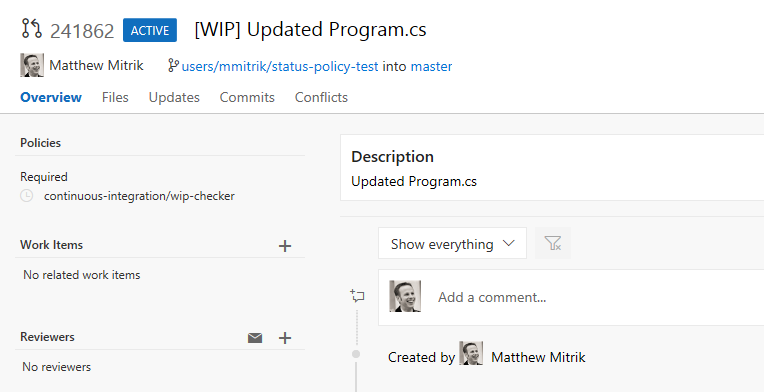 241862 ACTIVE [WIP] Updated Program.cs
Matthew Mitrik users/mmitrik/status-policy-test into master
Overview Files Updates Commits Conflicts
Policies
Required
continuous-integration/wip-checker
Work Items
No related work items
Reviewers
No reviewers
Description
Updated Program.cs
Show everything
Add a comment...
Created by Matthew Mitrik